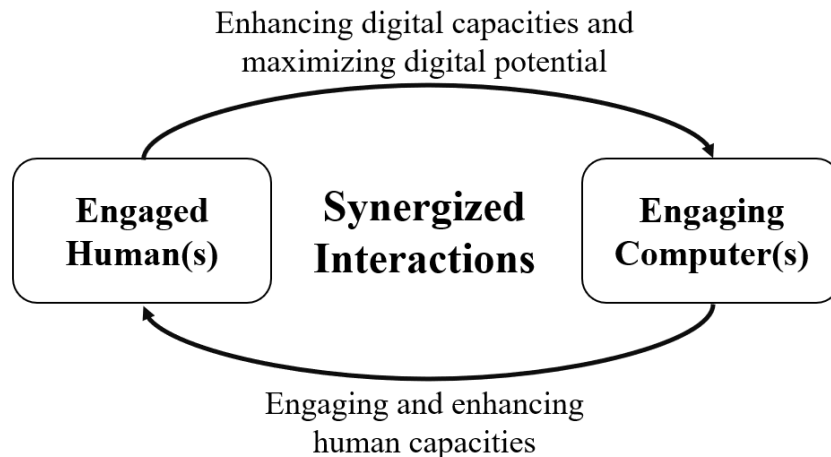 Enhancing digital capacities and
maximizing digital potential
Engaged
Human(s)
Synergized
Interactions
Engaging
Computer(s)
Engaging and enhancing
human capacities